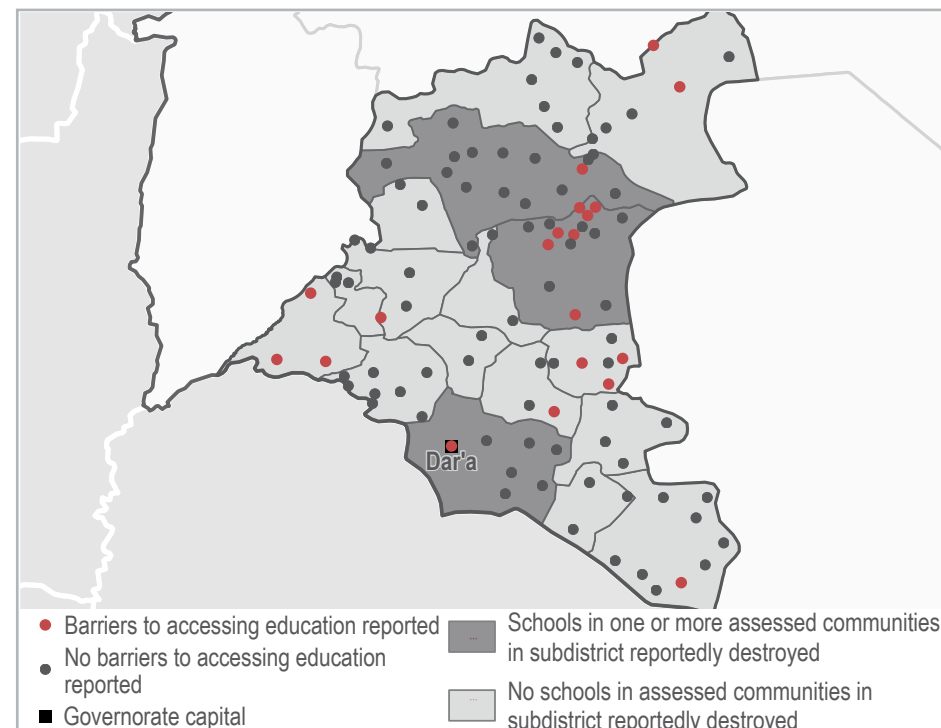 Dar'a
Barriers to accessing education reported
No barriers to accessing education
reported
Governorate capital
Schools in one or more assessed communities
in subdistrict reportedly destroyed
No schools in assessed communities in
subdistrict reportedly destroyed